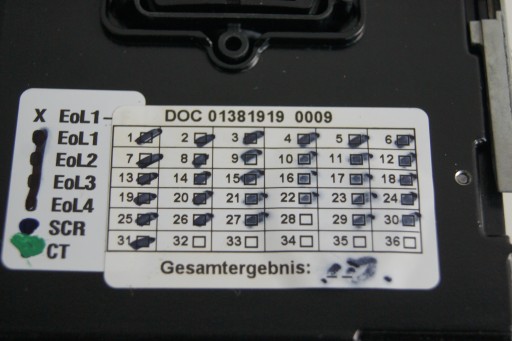 X EoL1-
EoL1
EoL2
EoL3
EoL4
SCR
CT
DOC 01381919 0009
1 2 3 4 5 6
7 8 9 10 11 12
13 14 15 16 17 18
19 20 21 22 23 24
25 26 27 28 29 30
31 32 33 34 35 36
Gesamtergebnis: